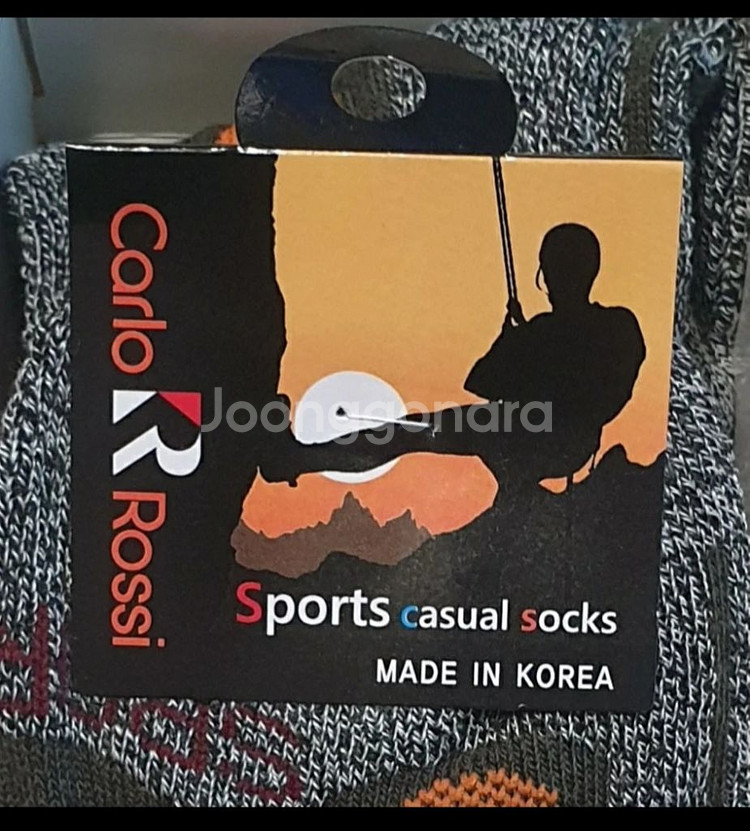 Carlo Rossi
Joonggonara
Sports casual socks
MADE IN KOREA